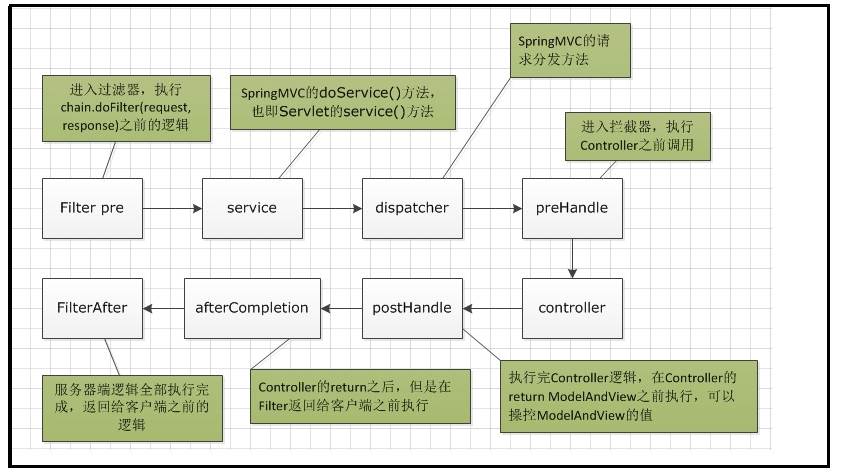 SpringMVC的请
求分发方法
进入过滤器，执行
chain.doFilter(request,
response)之前的逻辑
SpringMVC的doService()方法，
也即Servlet的service()方法
进入拦截器，执行
Controller之前调用
Filter pre
service
dispatcher
preHandle
FilterAfter
afterCompletion
postHandle
controller
服务器端逻辑全部执行完
成，返回给客户端之前的
逻辑
Controller的return之后，但是在
Filter返回给客户端之前执行
执行完Controller逻辑，在Controller的
return ModelAndView之前执行，可以
操控ModelAndView的值